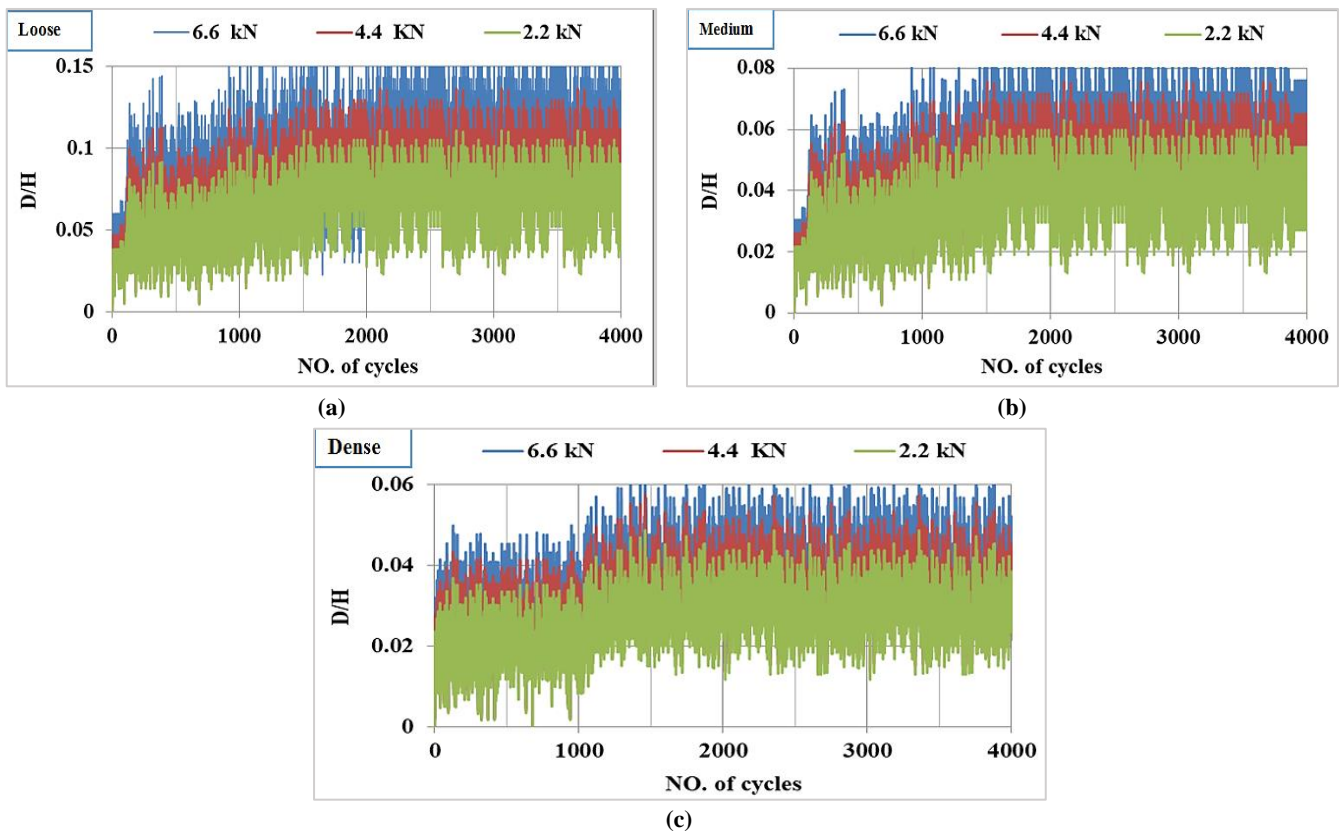 Loose
6.6 kN 4.4 KN 2.2 kN
0.15
0.1
0.05
0
D/H
0 1000 2000 3000 4000
NO. of cycles
(a)
Medium
6.6 kN 4.4 kN 2.2 kN
0.08
0.06
0.04
0.02
0
D/H
0 1000 2000 3000 4000
NO. of cycles
(b)
Dense
6.6 kN 4.4 KN 2.2 kN
0.06
0.04
0.02
0
D/H
0 1000 2000 3000 4000
NO. of cycles
(c)